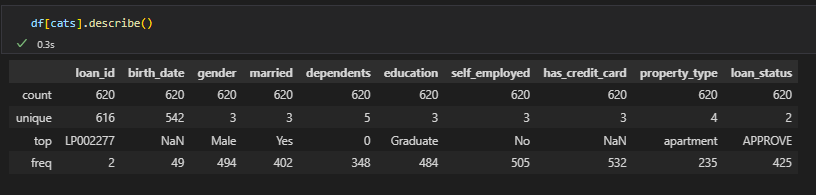 df[cats].describe()
0.3s
loan_id birth_date gender married dependents education self_employed has_credit_card property_type loan_status
count 620 620 620 620 620 620 620 620 620 620
unique 616 542 3 3 5 3 3 3 4 2
top LP002277 NaN Male Yes 0 Graduate No NaN apartment APPROVE
freq 2 49 494 402 348 484 505 532 235 425